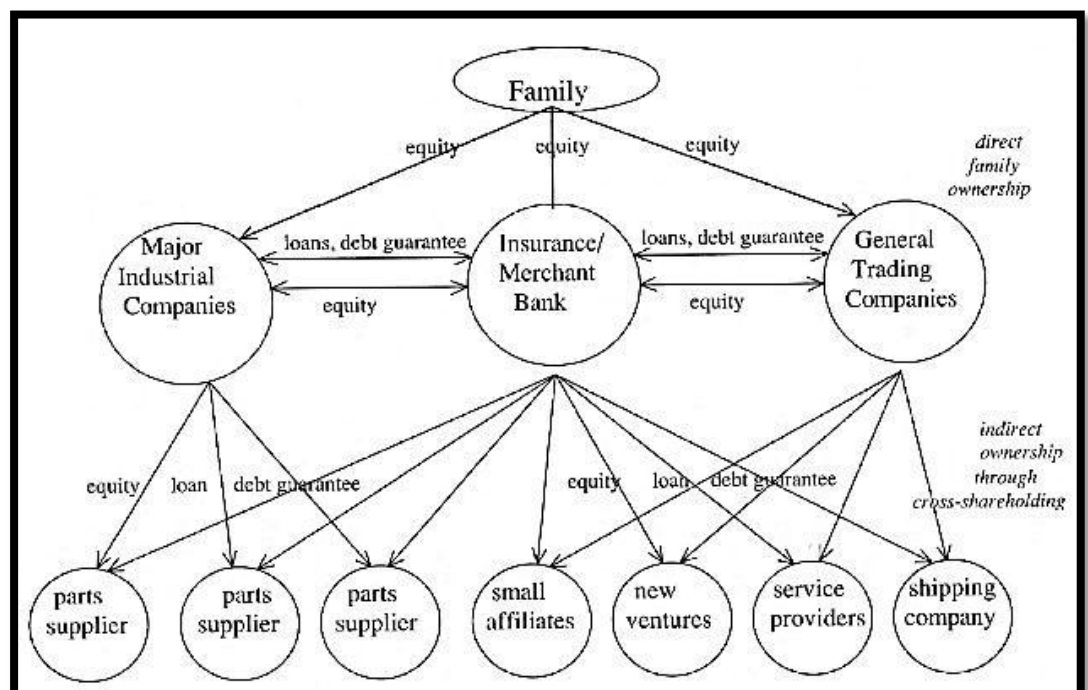 Family
equity
equity
equity
direct
family
ownership
Major
Industrial
Companies
loans, debt guarantee
equity
Insurance/
Merchant
Bank
loans, debt guarantee
equity
General
Trading
Companies
equity
loan
debt guarantee
equity
loan
debt guarantee
indirect
ownership
through
cross-shareholding
parts
supplier
parts
supplier
parts
supplier
small
affiliates
new
ventures
service
providers
shipping
company